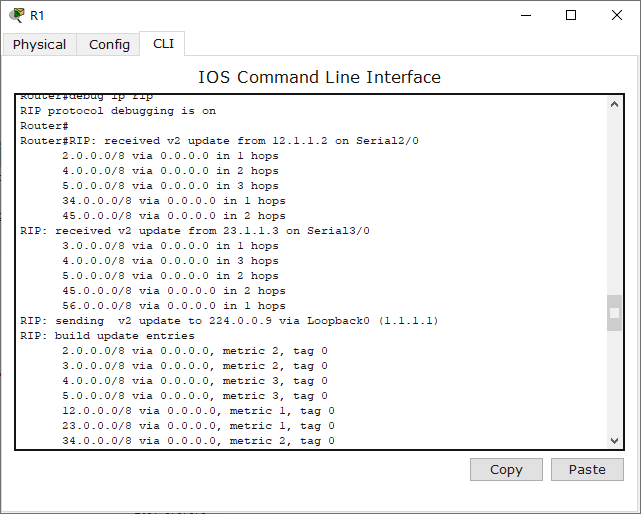 R1
Physical Config CLI
IOS Command Line Interface
Router#debug ip rip
RIP protocol debugging is on
Router#
Router#RIP: received v2 update from 12.1.1.2 on Serial2/0
2.0.0.0/8 via 0.0.0.0 in 1 hops
4.0.0.0/8 via 0.0.0.0 in 2 hops
5.0.0.0/8 via 0.0.0.0 in 3 hops
34.0.0.0/8 via 0.0.0.0 in 1 hops
45.0.0.0/8 via 0.0.0.0 in 2 hops
RIP: received v2 update from 23.1.1.3 on Serial3/0
3.0.0.0/8 via 0.0.0.0 in 1 hops
4.0.0.0/8 via 0.0.0.0 in 3 hops
5.0.0.0/8 via 0.0.0.0 in 2 hops
45.0.0.0/8 via 0.0.0.0 in 2 hops
56.0.0.0/8 via 0.0.0.0 in 1 hops
RIP: sending  v2 update to 224.0.0.9 via Loopback0 (1.1.1.1)
RIP: build update entries
2.0.0.0/8 via 0.0.0.0, metric 2, tag 0
3.0.0.0/8 via 0.0.0.0, metric 2, tag 0
4.0.0.0/8 via 0.0.0.0, metric 3, tag 0
5.0.0.0/8 via 0.0.0.0, metric 3, tag 0
12.0.0.0/8 via 0.0.0.0, metric 1, tag 0
23.0.0.0/8 via 0.0.0.0, metric 1, tag 0
34.0.0.0/8 via 0.0.0.0, metric 2, tag 0
Copy Paste